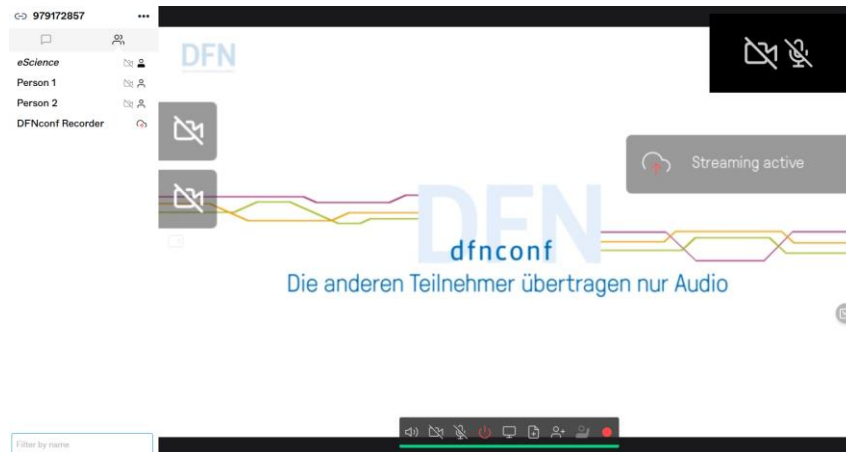 979172857
eScience
Person 1
Person 2
DFNconf Recorder
Filter by name
DFN
Streaming active
DFN
dfnconf
Die anderen Teilnehmer übertragen nur Audio